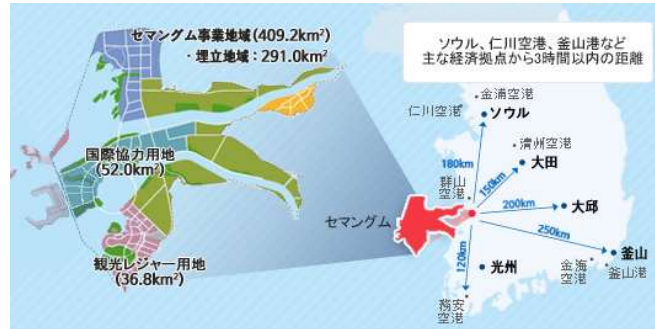 セマングム事業地域(409.2km²)
・埋立地域：291.0km²
国際協力用地
(52.0km²)
観光レジャー用地
(36.8km²)
ソウル、仁川空港、釜山港など
主な経済拠点から3時間以内の距離
金浦空港
仁川空港
ソウル
清州空港
180km
大田
群山
空港
150km
セマングム
200km
大邱
250km
釜山
120km
光州
金海
空港
釜山港
務安
空港